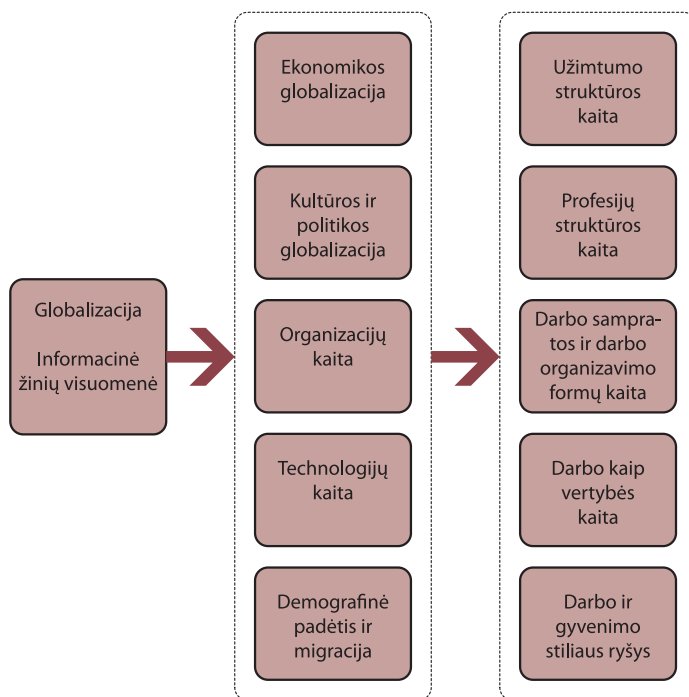 Globalizacija
Informacinė
žinių visuomenė
Ekonomikos
globalizacija
Kultūros ir
politikos
globalizacija
Organizacijų
kaita
Technologijų
kaita
Demografinė
padėtis ir
migracija
Užimtumo
struktūros
kaita
Profesijų
struktūros
kaita
Darbo sampra-
tos ir darbo
organizavimo
formų kaita
Darbo kaip
vertybės
kaita
Darbo ir
gyvenimo
stiliaus ryšys